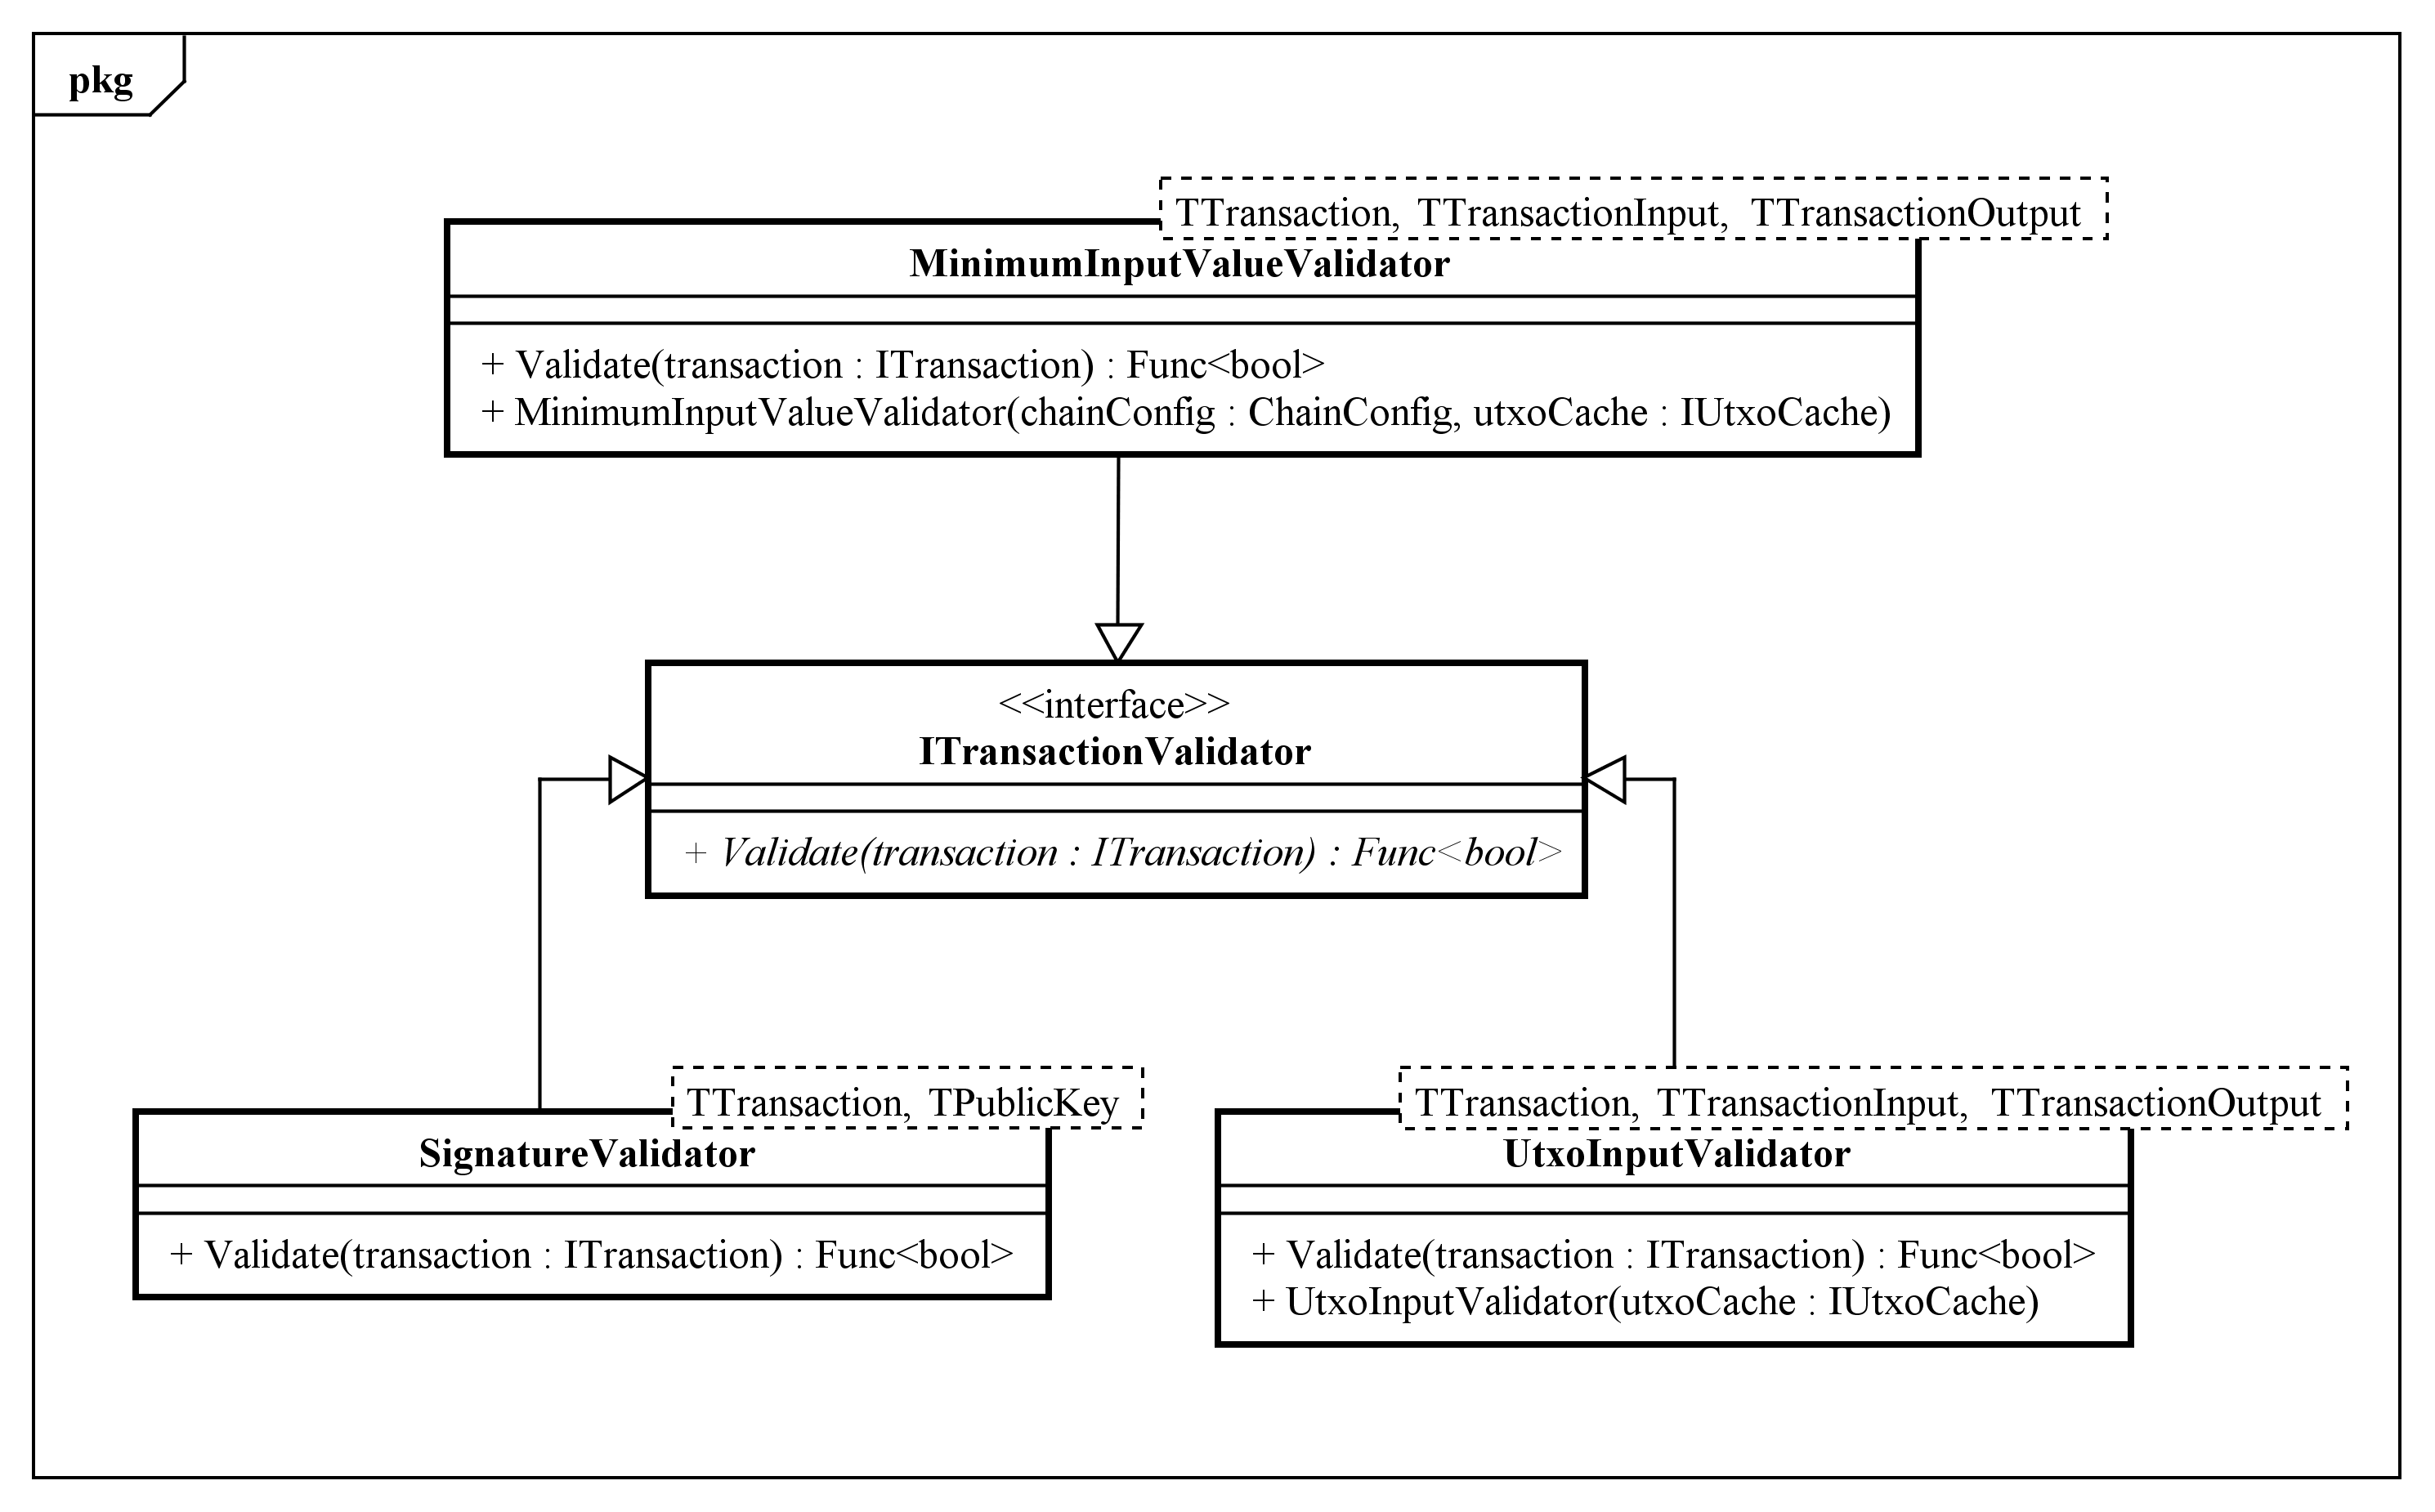 pkg
TTransaction, TTransactionInput, TTransactionOutput
MinimumInputValueValidator
+ Validate(transaction : ITransaction) : Func<bool>
+ MinimumInputValueValidator(chainConfig : ChainConfig, utxoCache : IUtxoCache)
<<interface>>
ITransactionValidator
+ Validate(transaction : ITransaction) : Func<bool>
TTransaction, TPublicKey
SignatureValidator
+ Validate(transaction : ITransaction) : Func<bool>
TTransaction, TTransactionInput, TTransactionOutput
UtxoInputValidator
+ Validate(transaction : ITransaction) : Func<bool>
+ UtxoInputValidator(utxoCache : IUtxoCache)